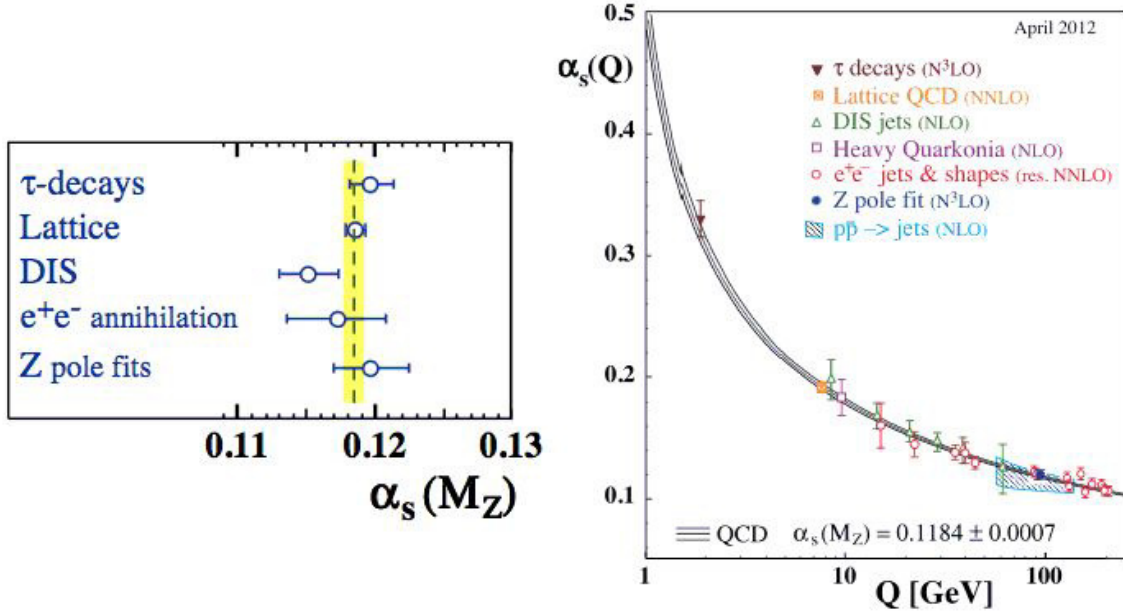 τ-decays
Lattice
DIS
e⁺e⁻ annihilation
Z pole fits
0.11 0.12 0.13
αₛ (M_Z)
0.5
April 2012
αₛ(Q)
τ decays (N³LO)
Lattice QCD (NNLO)
DIS jets (NLO)
Heavy Quarkonia (NLO)
e⁺e⁻ jets & shapes (res. NNLO)
Z pole fit (N³LO)
pp̄ –> jets (NLO)
0.4
0.3
0.2
0.1
QCD αₛ(M_Z) = 0.1184 ± 0.0007
1 10 100
Q [GeV]